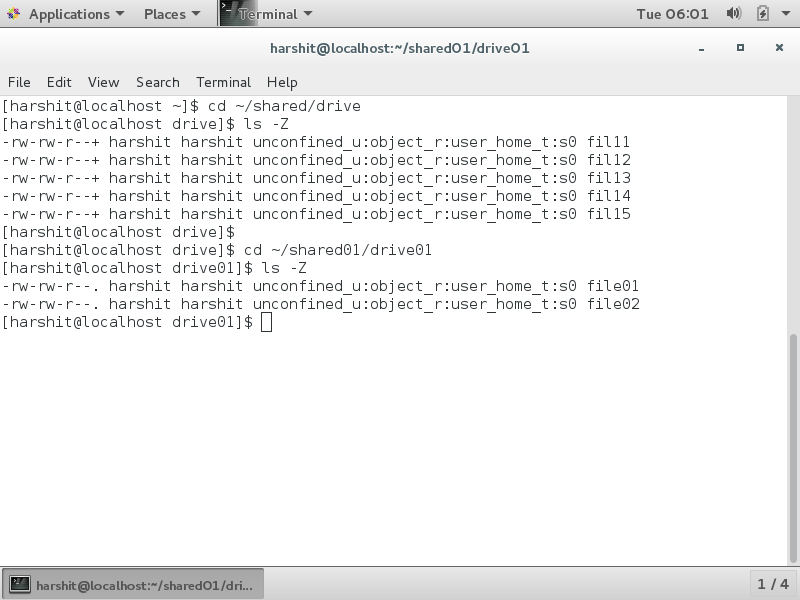 Applications Places Terminal Tue 06:01
harshit@localhost:~/shared01/drive01
File Edit View Search Terminal Help
[harshit@localhost ~]$ cd ~/shared/drive
[harshit@localhost drive]$ ls -Z
-rw-rw-r--+ harshit harshit unconfined_u:object_r:user_home_t:s0 fil11
-rw-rw-r--+ harshit harshit unconfined_u:object_r:user_home_t:s0 fil12
-rw-rw-r--+ harshit harshit unconfined_u:object_r:user_home_t:s0 fil13
-rw-rw-r--+ harshit harshit unconfined_u:object_r:user_home_t:s0 fil14
-rw-rw-r--+ harshit harshit unconfined_u:object_r:user_home_t:s0 fil15
[harshit@localhost drive]$
[harshit@localhost drive]$ cd ~/shared01/drive01
[harshit@localhost drive01]$ ls -Z
-rw-rw-r--. harshit harshit unconfined_u:object_r:user_home_t:s0 file01
-rw-rw-r--. harshit harshit unconfined_u:object_r:user_home_t:s0 file02
[harshit@localhost drive01]$
harshit@localhost:~/shared01/dri... 1 / 4